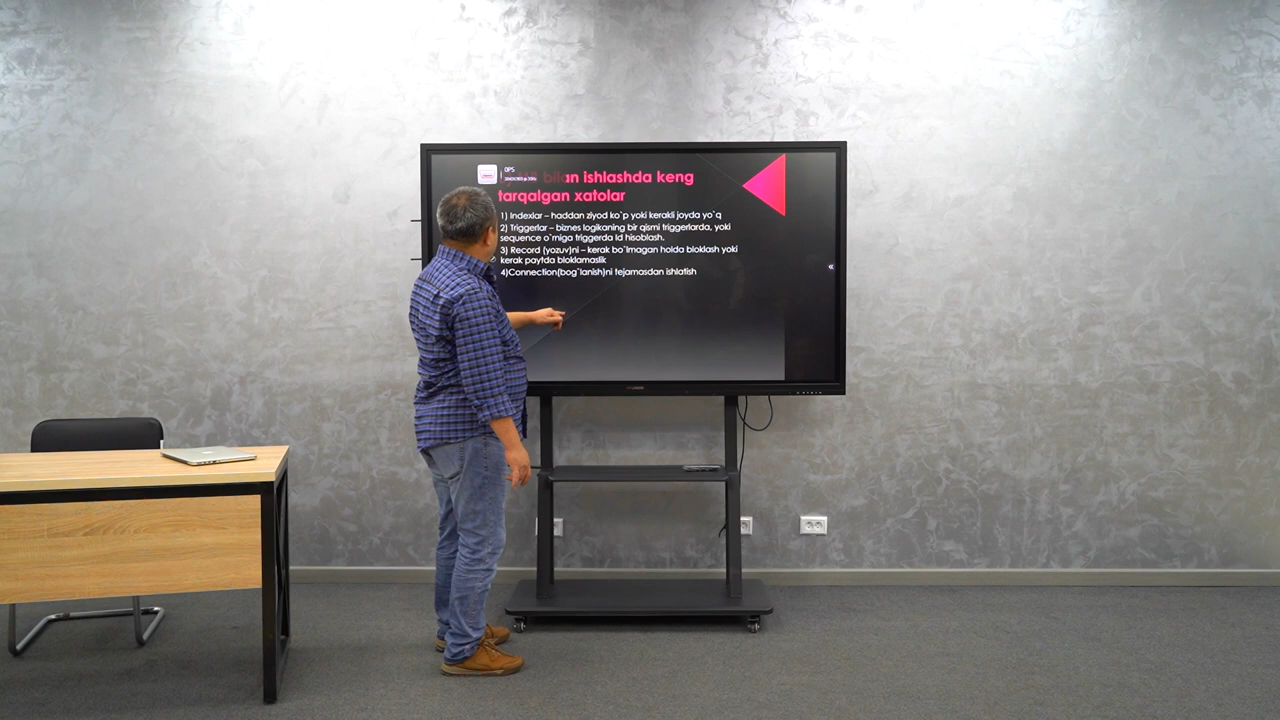 OPS
bilan ishlashda keng
tarqalgan xatolar
1) Indexlar – haddan ziyod ko`p yoki kerakli joyda yo`q
2) Triggerlar – biznes logikaning bir qismi triggerlarda, yoki
sequence o`rniga triggerda Id hisoblash.
3) Record (yozuv)ni – kerak bo`lmagan holda bloklash yoki
kerak paytda bloklamaslik
4)Connection(bog`lanish)ni tejamasdan ishlatish